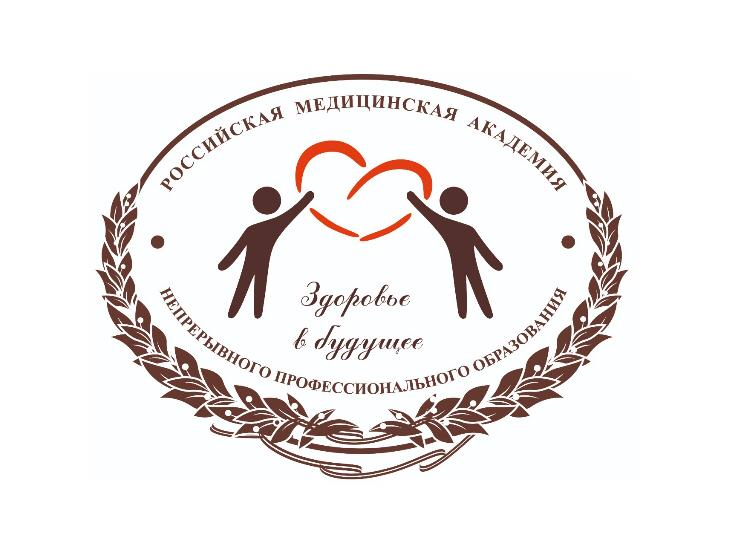 РОССИЙСКАЯ МЕДИЦИНСКАЯ АКАДЕМИЯ
Здоровье
в будущее
НЕПРЕРЫВНОГО ПРОФЕССИОНАЛЬНОГО ОБРАЗОВАНИЯ